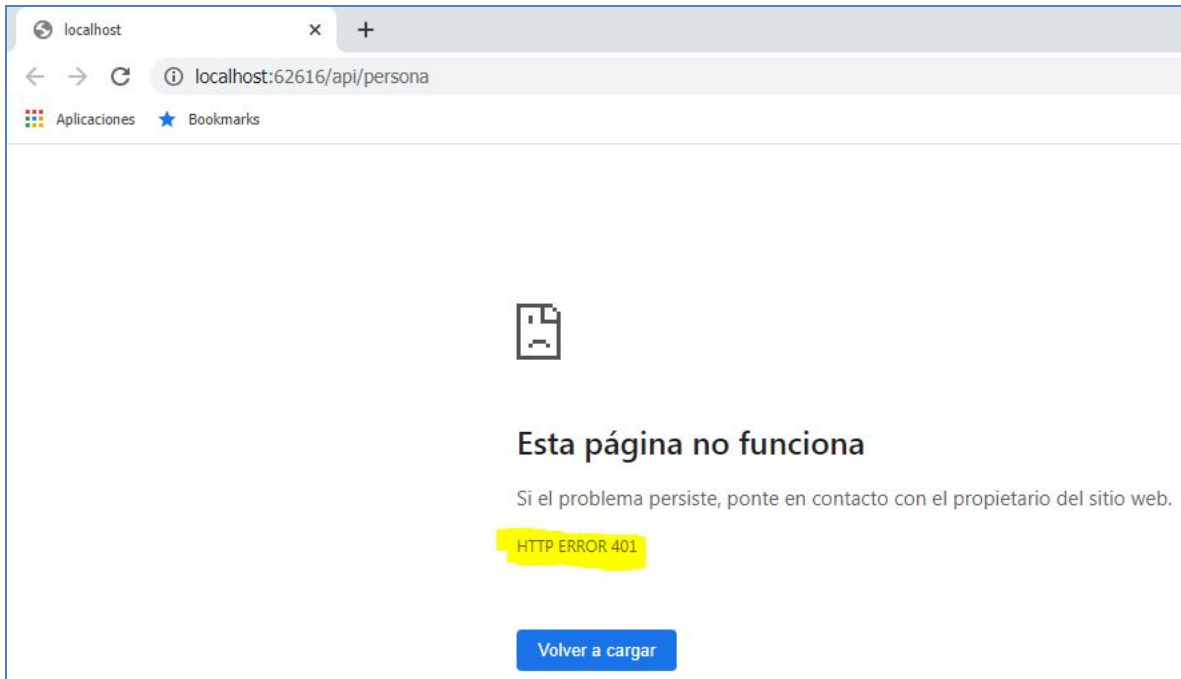 localhost
localhost:62616/api/persona
Aplicaciones Bookmarks
Esta página no funciona
Si el problema persiste, ponte en contacto con el propietario del sitio web.
HTTP ERROR 401
Volver a cargar